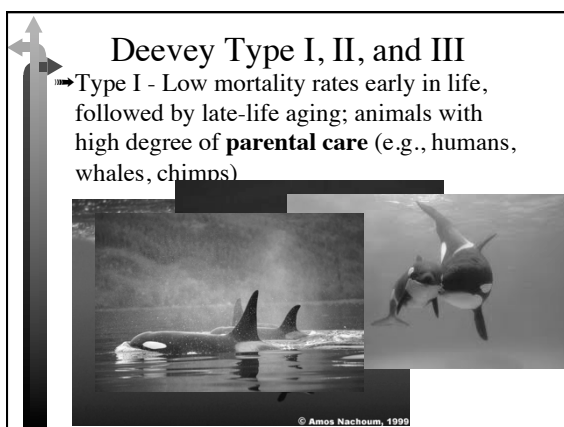 Deevey Type I, II, and III
Type I - Low mortality rates early in life,
followed by late-life aging; animals with
high degree of parental care (e.g., humans,
whales, chimps)
© Amos Nachoum, 1999